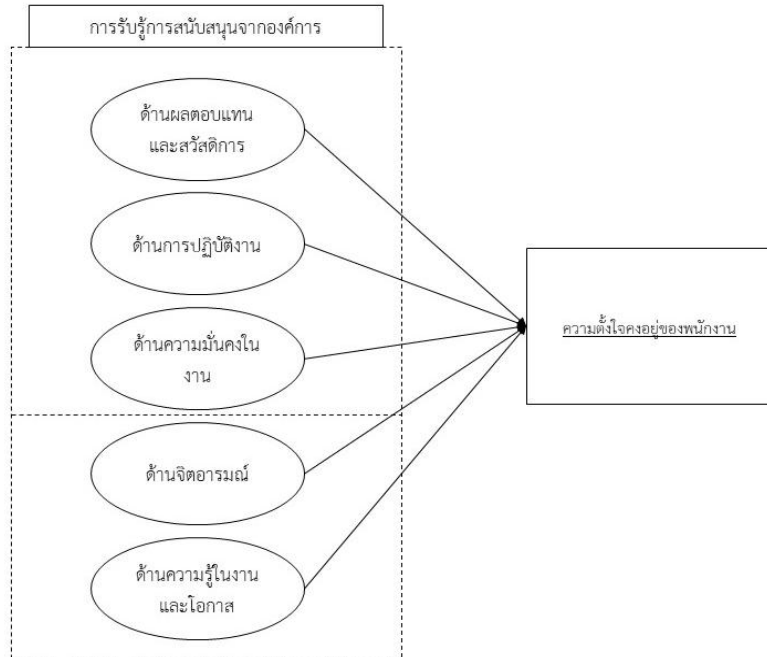 การรับรู้การสนับสนุนจากองค์การ
ด้านผลตอบแทน
และสวัสดิการ
ด้านการปฏิบัติงาน
ด้านความมั่นคงใน
งาน
ด้านจิตอารมณ์
ด้านความรู้ในงาน
และโอกาส
ความตั้งใจคงอยู่ของพนักงาน